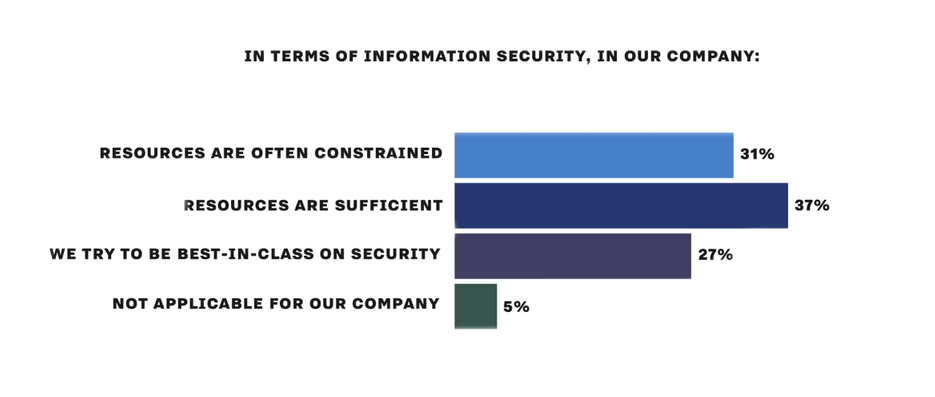 IN TERMS OF INFORMATION SECURITY, IN OUR COMPANY:
RESOURCES ARE OFTEN CONSTRAINED 31%
RESOURCES ARE SUFFICIENT 37%
WE TRY TO BE BEST-IN-CLASS ON SECURITY 27%
NOT APPLICABLE FOR OUR COMPANY 5%